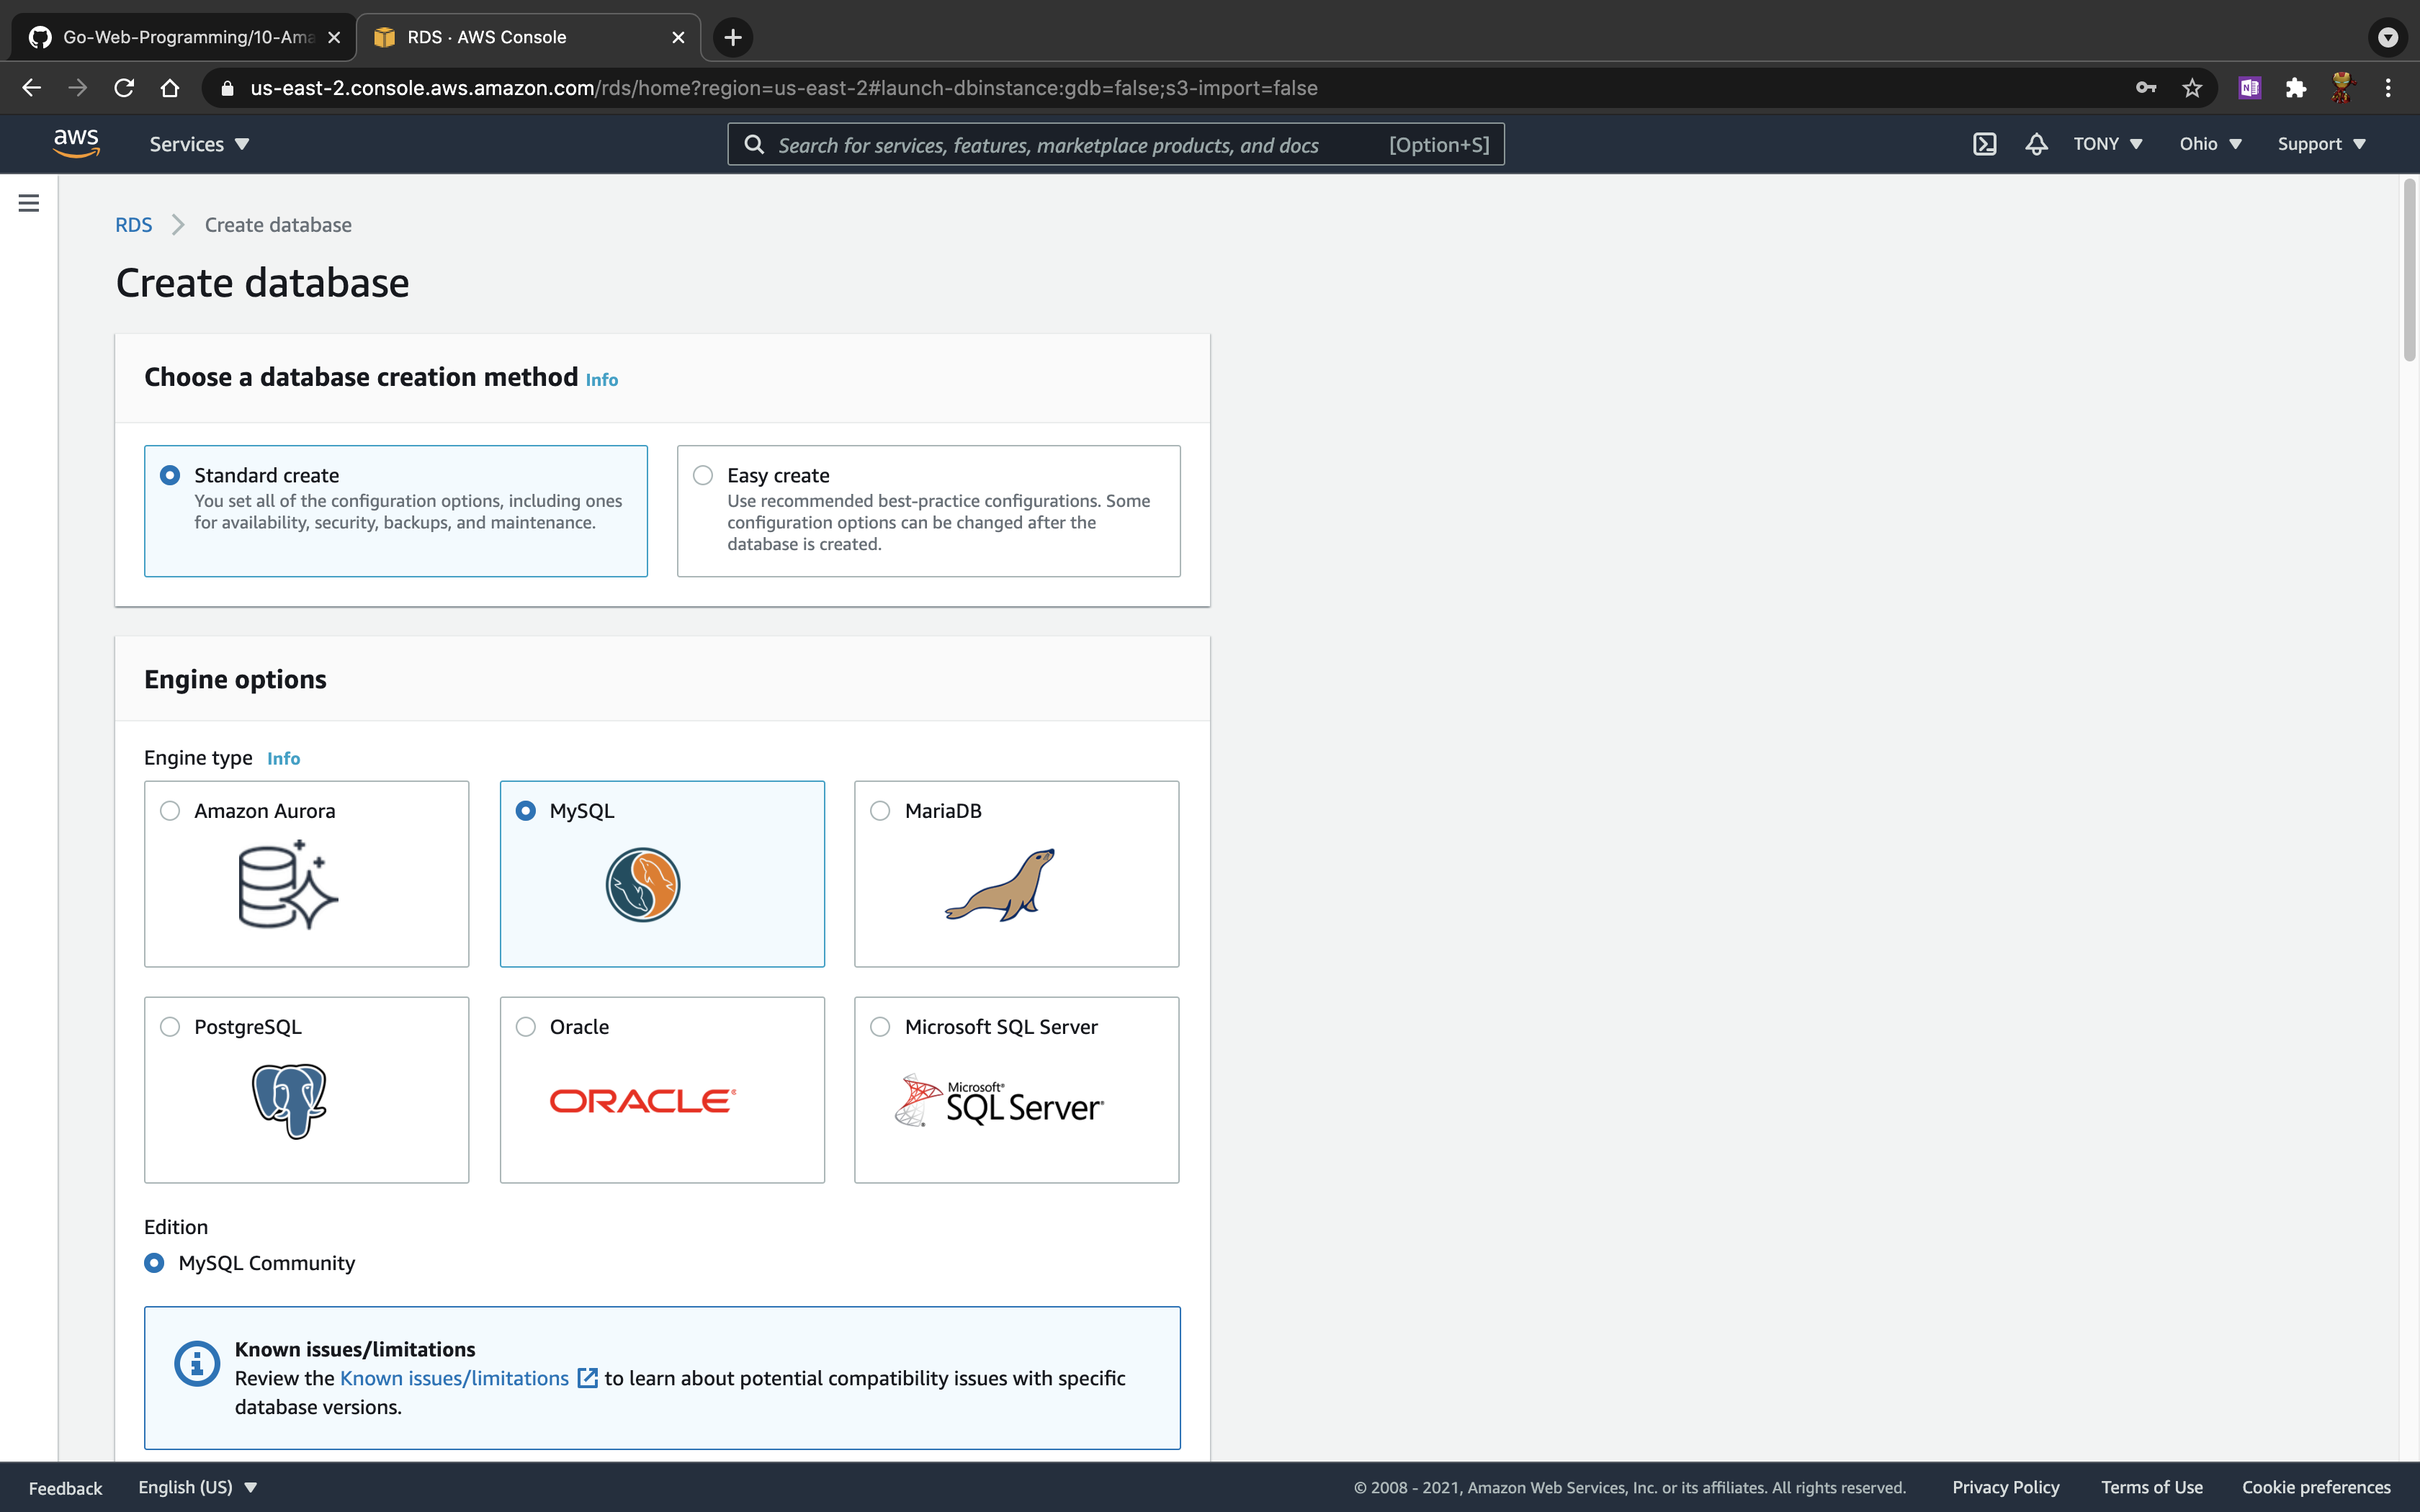 Go-Web-Programming/10-Ama
RDS · AWS Console
us-east-2.console.aws.amazon.com/rds/home?region=us-east-2#launch-dbinstance:gdb=false;s3-import=false
aws
Services
Search for services, features, marketplace products, and docs [Option+S]
TONY
Ohio
Support
RDS
Create database
Create database
Choose a database creation method Info
Standard create
You set all of the configuration options, including ones
for availability, security, backups, and maintenance.
Easy create
Use recommended best-practice configurations. Some
configuration options can be changed after the
database is created.
Engine options
Engine type Info
Amazon Aurora
MySQL
MariaDB
PostgreSQL
Oracle
ORACLE®
Microsoft SQL Server
Microsoft®
SQL Server®
Edition
MySQL Community
Known issues/limitations
Review the Known issues/limitations to learn about potential compatibility issues with specific
database versions.
Feedback
English (US)
© 2008 - 2021, Amazon Web Services, Inc. or its affiliates. All rights reserved.
Privacy Policy
Terms of Use
Cookie preferences